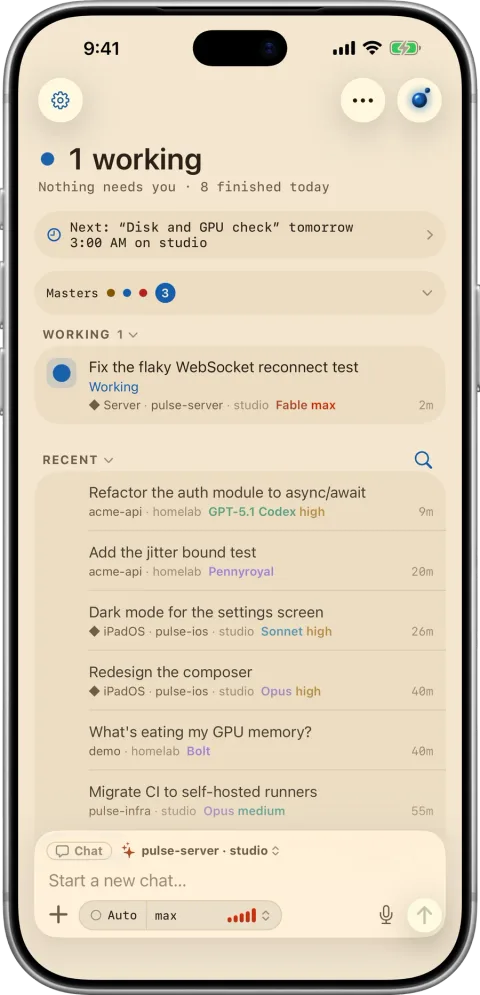 9:41
1 working
Nothing needs you · 8 finished today
Next: “Disk and GPU check” tomorrow
3:00 AM on studio
Masters 3
WORKING 1
Fix the flaky WebSocket reconnect test
Working
Server · pulse-server · studio Fable max 2m
RECENT
Refactor the auth module to async/await
acme-api · homelab GPT-5.1 Codex high 9m
Add the jitter bound test
acme-api · homelab Pennyroyal 20m
Dark mode for the settings screen
iPadOS · pulse-ios · studio Sonnet high 26m
Redesign the composer
iPadOS · pulse-ios · studio Opus high 40m
What's eating my GPU memory?
demo · homelab Bolt 40m
Migrate CI to self-hosted runners
pulse-infra · studio Opus medium 55m
Chat pulse-server · studio
Start a new chat...
Auto max